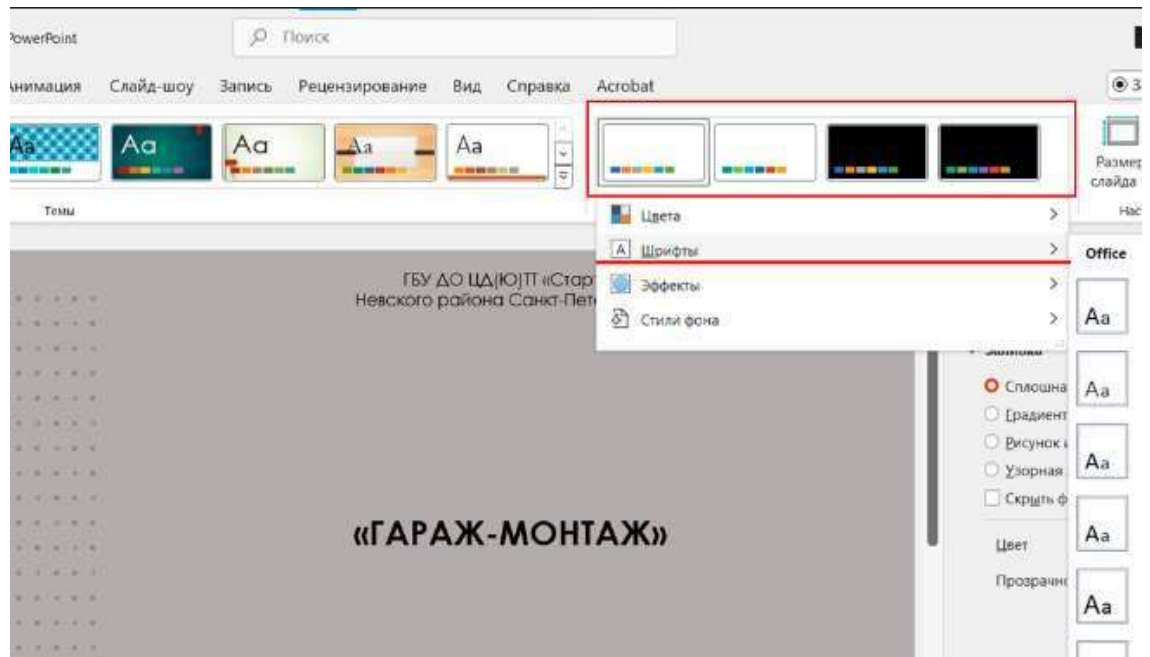 PowerPoint
Поиск
Анимация Слайд-шоу Запись Рецензирование Вид Справка Acrobat
Aa Aa Aa Aa Aa
Размер
слайда
Темы
Цвета
Шрифты
Office
Эффекты
Стили фона
ГБУ ДО ЦД(Ю)ТТ «Стар
Невского района Санкт-Пет
Сплошна
Градиент
Рисунок и
Узорная
Скрыть ф
Цвет
Прозрачн
Aa
Aa
Aa
Aa
Aa
«ГАРАЖ-МОНТАЖ»